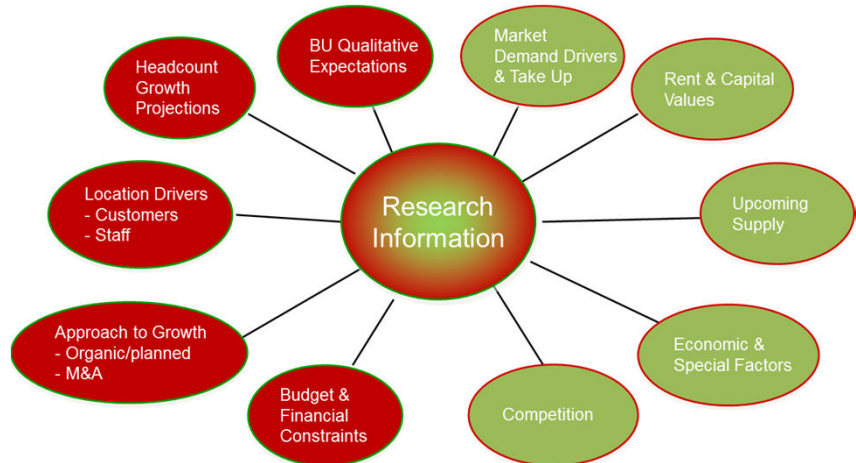 BU Qualitative
Expectations
Market
Demand Drivers
& Take Up
Headcount
Growth
Projections
Rent & Capital
Values
Location Drivers
- Customers
- Staff
Research
Information
Upcoming
Supply
Approach to Growth
- Organic/planned
- M&A
Economic &
Special Factors
Budget &
Financial
Constraints
Competition